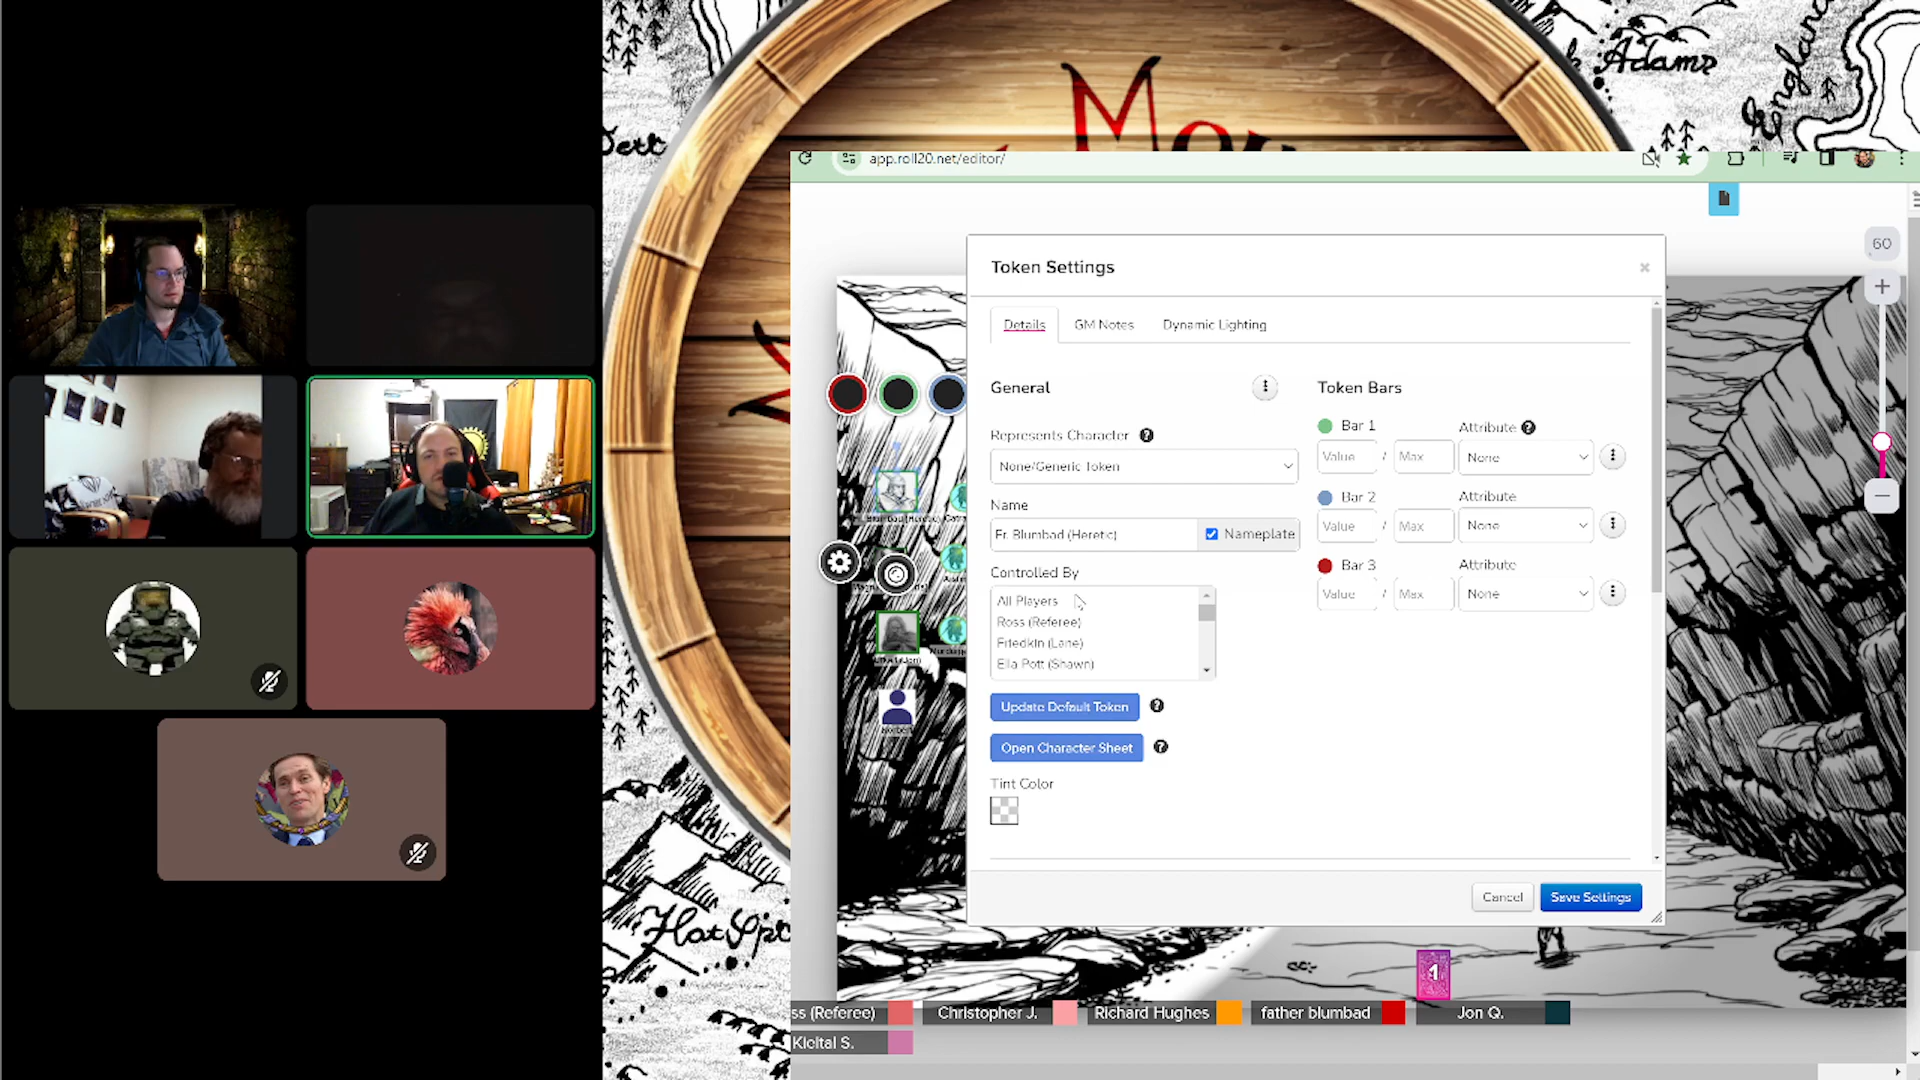 Adams
England
Mou
app.roll20.net/editor/
60
Token Settings
Details
GM Notes
Dynamic Lighting
General
Token Bars
Represents Character
None/Generic Token
Name
Fr. Blumbad (Heretic)
Nameplate
Controlled By
All Players
Ross (Referee)
Friedkin (Lane)
Ella Pott (Shawn)
Update Default Token
Open Character Sheet
Tint Color
Bar 1
Attribute
Value / Max
None
Bar 2
Attribute
Value / Max
None
Bar 3
Attribute
Value / Max
None
Cancel
Save Settings
1
ss (Referee)
Christopher J.
Richard Hughes
father blumbad
Jon Q.
Kleital S.